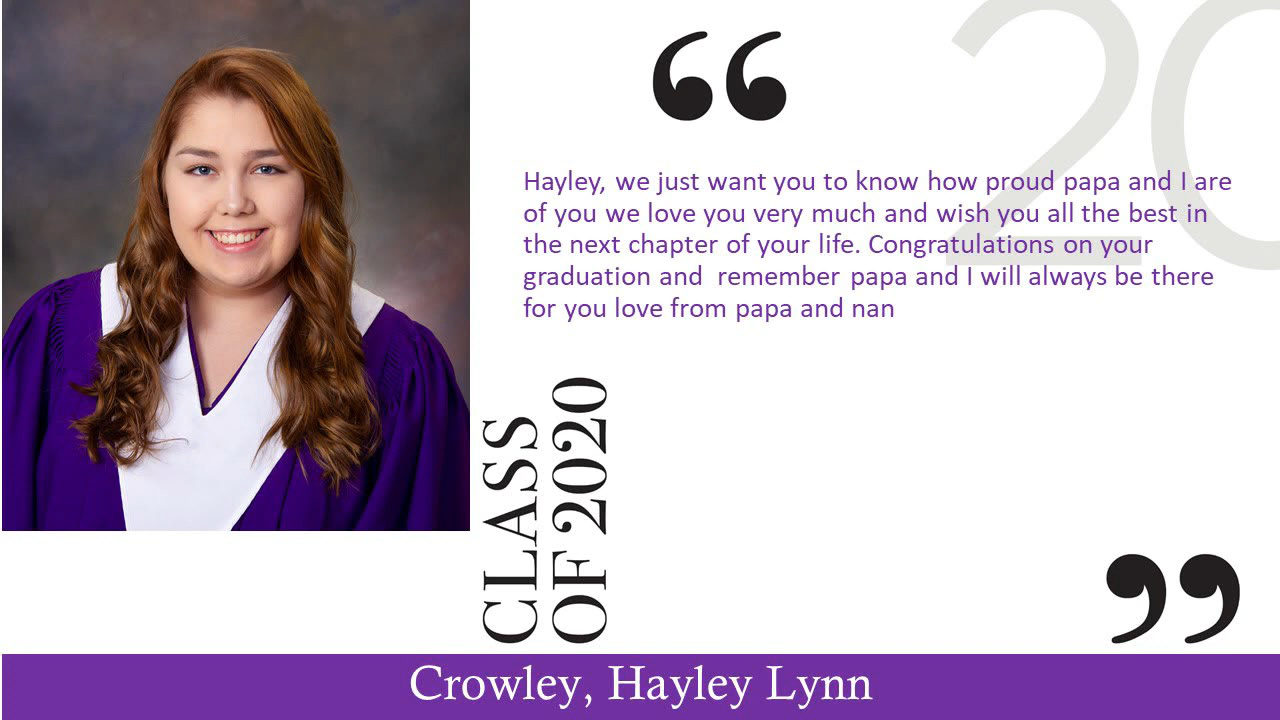 20
“
Hayley, we just want you to know how proud papa and I are
of you we love you very much and wish you all the best in
the next chapter of your life. Congratulations on your
graduation and  remember papa and I will always be there
for you love from papa and nan
CLASS
OF 2020
”
Crowley, Hayley Lynn